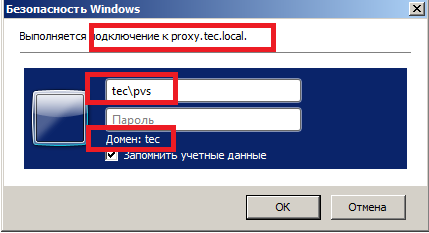 Безопасность Windows
Выполняется подключение к proxy.tec.local.
tec\pvs
Пароль
Домен: tec
Запомнить учетные данные
OK
Отмена